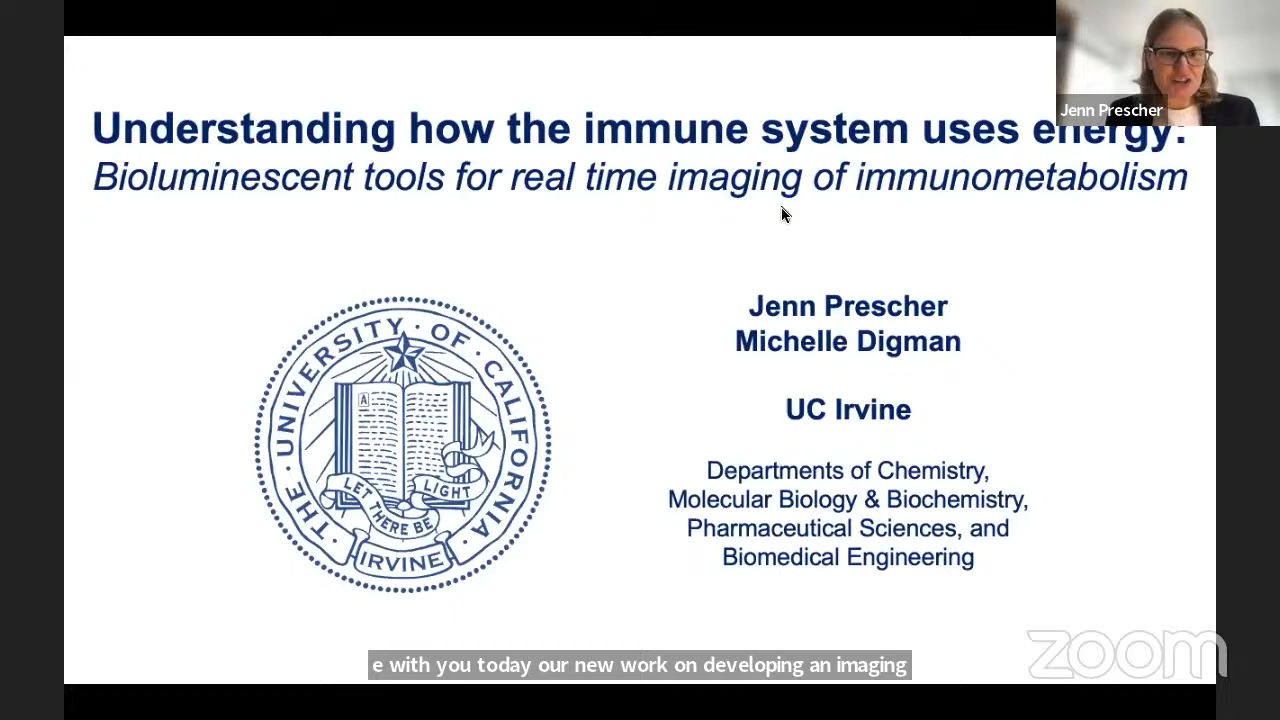 Jenn Prescher
Understanding how the immune system uses energy:
Bioluminescent tools for real time imaging of immunometabolism
Jenn Prescher
Michelle Digman
UC Irvine
Departments of Chemistry,
Molecular Biology & Biochemistry,
Pharmaceutical Sciences, and
Biomedical Engineering
· THE · UNIVERSITY · OF · CALIFORNIA ·
A
LET THERE BE LIGHT
IRVINE
zoom
e with you today our new work on developing an imaging